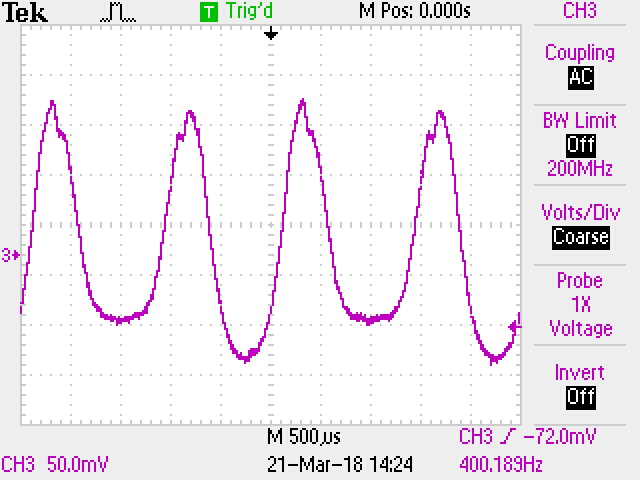 Tek T Trig'd M Pos: 0.000s CH3
Coupling
AC
BW Limit
Off
200MHz
Volts/Div
Coarse
3
Probe
1X
Voltage
Invert
Off
M 500µs CH3 -72.0mV
CH3 50.0mV 21-Mar-18 14:24 400.189Hz